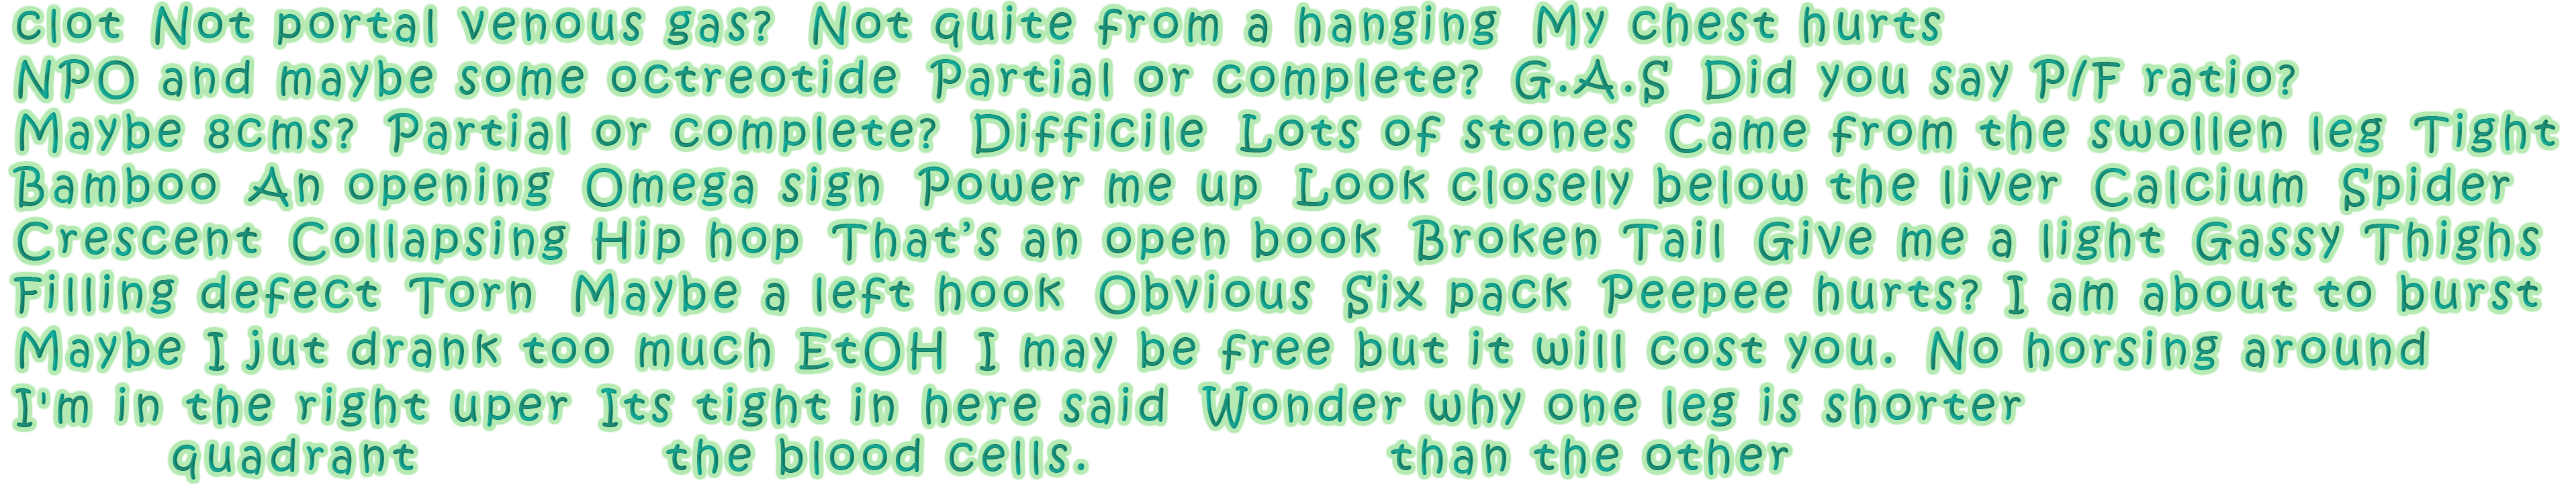 clot Not portal venous gas? Not quite from a hanging My chest hurts
NPO and maybe some octreotide Partial or complete? G.A.S Did you say P/F ratio?
Maybe 8cms? Partial or complete? Difficile Lots of stones Came from the swollen leg Tight
Bamboo An opening Omega sign Power me up Look closely below the liver Calcium Spider
Crescent Collapsing Hip hop That's an open book Broken Tail Give me a light Gassy Thighs
Filling defect Torn Maybe a left hook Obvious Six pack Peepee hurts? I am about to burst
Maybe I jut drank too much EtOH I may be free but it will cost you. No horsing around
I'm in the right uper Its tight in here said Wonder why one leg is shorter
quadrant the blood cells. than the other